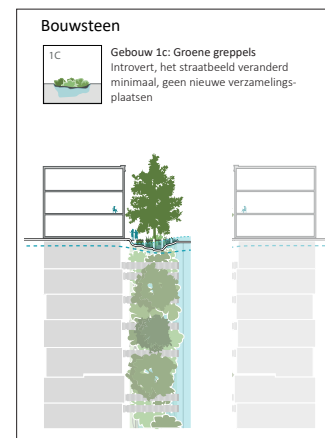 Bouwsteen
1C
Gebouw 1c: Groene greppels
Introvert, het straatbeeld veranderd
minimaal, geen nieuwe verzamelings-
plaatsen